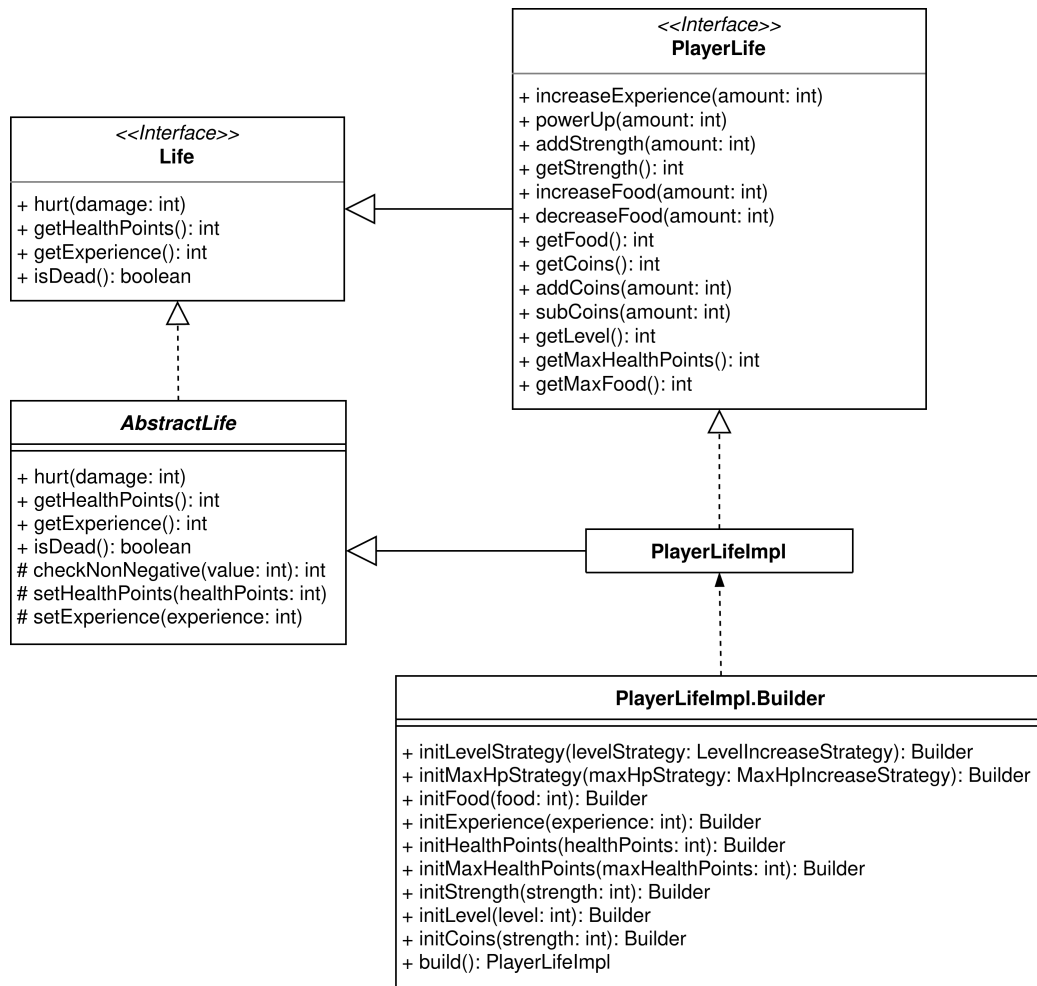 <<Interface>>
PlayerLife
+ increaseExperience(amount: int)
+ powerUp(amount: int)
+ addStrength(amount: int)
+ getStrength(): int
+ increaseFood(amount: int)
+ decreaseFood(amount: int)
+ getFood(): int
+ getCoins(): int
+ addCoins(amount: int)
+ subCoins(amount: int)
+ getLevel(): int
+ getMaxHealthPoints(): int
+ getMaxFood(): int
<<Interface>>
Life
+ hurt(damage: int)
+ getHealthPoints(): int
+ getExperience(): int
+ isDead(): boolean
AbstractLife
+ hurt(damage: int)
+ getHealthPoints(): int
+ getExperience(): int
+ isDead(): boolean
# checkNonNegative(value: int): int
# setHealthPoints(healthPoints: int)
# setExperience(experience: int)
PlayerLifeImpl
PlayerLifeImpl.Builder
+ initLevelStrategy(levelStrategy: LevelIncreaseStrategy): Builder
+ initMaxHpStrategy(maxHpStrategy: MaxHpIncreaseStrategy): Builder
+ initFood(food: int): Builder
+ initExperience(experience: int): Builder
+ initHealthPoints(healthPoints: int): Builder
+ initMaxHealthPoints(maxHealthPoints: int): Builder
+ initStrength(strength: int): Builder
+ initLevel(level: int): Builder
+ initCoins(strength: int): Builder
+ build(): PlayerLifeImpl